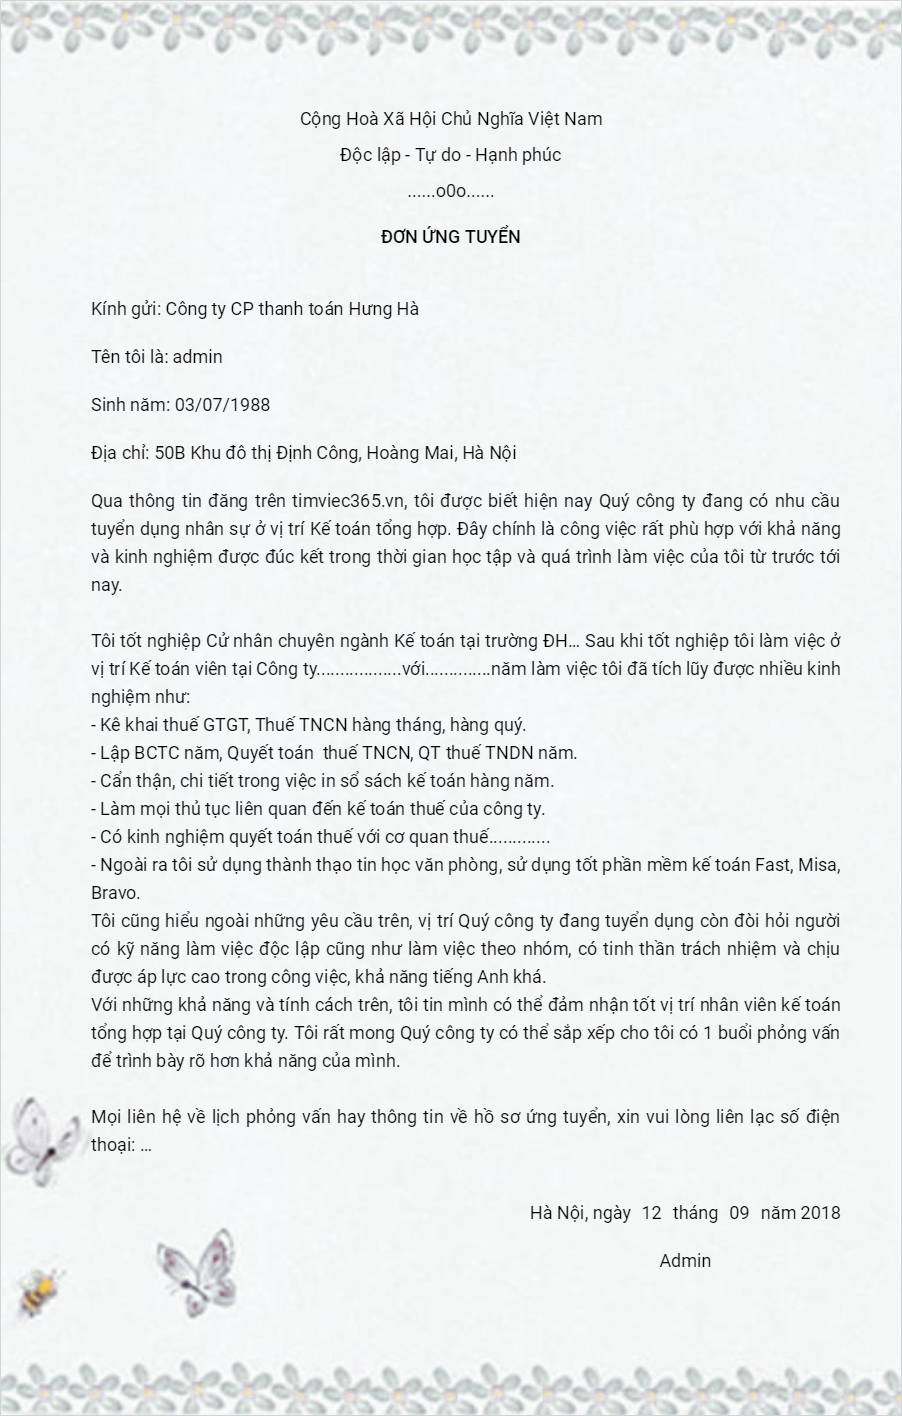 Cộng Hoà Xã Hội Chủ Nghĩa Việt Nam
Độc lập - Tự do - Hạnh phúc
......o0o......
ĐƠN ỨNG TUYỂN
Kính gửi: Công ty CP thanh toán Hưng Hà
Tên tôi là: admin
Sinh năm: 03/07/1988
Địa chỉ: 50B Khu đô thị Định Công, Hoàng Mai, Hà Nội
Qua thông tin đăng trên timviec365.vn, tôi được biết hiện nay Quý công ty đang có nhu cầu
tuyển dụng nhân sự ở vị trí Kế toán tổng hợp. Đây chính là công việc rất phù hợp với khả năng
và kinh nghiệm được đúc kết trong thời gian học tập và quá trình làm việc của tôi từ trước tới
nay.
Tôi tốt nghiệp Cử nhân chuyên ngành Kế toán tại trường ĐH... Sau khi tốt nghiệp tôi làm việc ở
vị trí Kế toán viên tại Công ty..................với..............năm làm việc tôi đã tích lũy được nhiều kinh
nghiệm như:
- Kê khai thuế GTGT, Thuế TNCN hàng tháng, hàng quý.
- Lập BCTC năm, Quyết toán  thuế TNCN, QT thuế TNDN năm.
- Cẩn thận, chi tiết trong việc in sổ sách kế toán hàng năm.
- Làm mọi thủ tục liên quan đến kế toán thuế của công ty.
- Có kinh nghiệm quyết toán thuế với cơ quan thuế.............
- Ngoài ra tôi sử dụng thành thạo tin học văn phòng, sử dụng tốt phần mềm kế toán Fast, Misa,
Bravo.
Tôi cũng hiểu ngoài những yêu cầu trên, vị trí Quý công ty đang tuyển dụng còn đòi hỏi người
có kỹ năng làm việc độc lập cũng như làm việc theo nhóm, có tinh thần trách nhiệm và chịu
được áp lực cao trong công việc, khả năng tiếng Anh khá.
Với những khả năng và tính cách trên, tôi tin mình có thể đảm nhận tốt vị trí nhân viên kế toán
tổng hợp tại Quý công ty. Tôi rất mong Quý công ty có thể sắp xếp cho tôi có 1 buổi phỏng vấn
để trình bày rõ hơn khả năng của mình.
Mọi liên hệ về lịch phỏng vấn hay thông tin về hồ sơ ứng tuyển, xin vui lòng liên lạc số điện
thoại: ...
Hà Nội, ngày 12 tháng 09 năm 2018
Admin